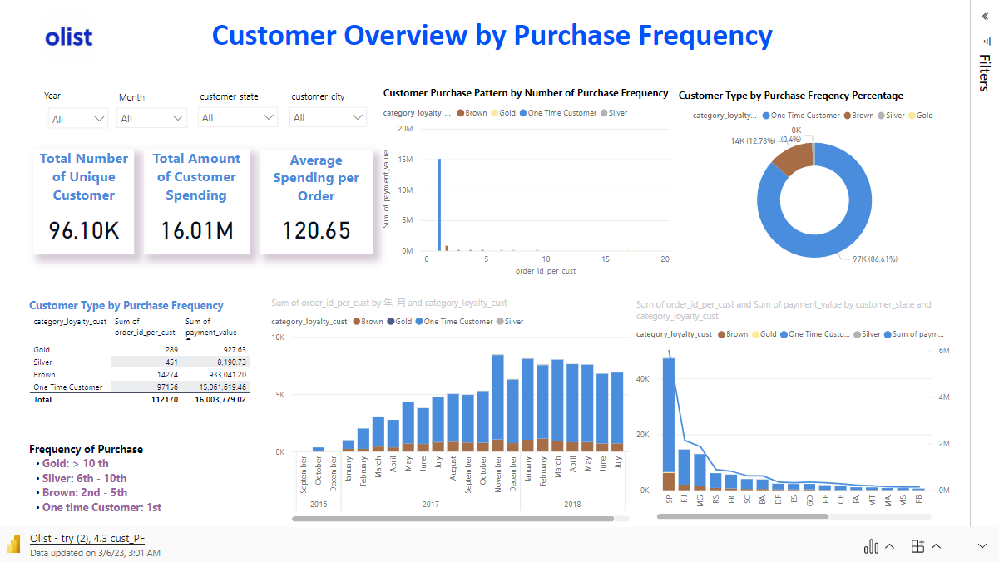 olist
Customer Overview by Purchase Frequency
«
Filters
Year
Month
customer_state
customer_city
All
All
All
All
Total Number
of Unique
Customer
96.10K
Total Amount
of Customer
Spending
16.01M
Average
Spending per
Order
120.65
Customer Purchase Pattern by Number of Purchase Frequency
category_loyalty_... Brown Gold One Time Customer Silver
20M
15M
10M
5M
0M
Sum of payment_value
0 5 10 15 20
order_id_per_cust
Customer Type by Purchase Freqency Percentage
category_loyalty... One Time Customer Brown Silver Gold
0K
(0.4%)
14K (12.73%)
97K (86.61%)
Customer Type by Purchase Frequency
category_loyalty_cust Sum of order_id_per_cust Sum of payment_value
Gold 289 927.63
Silver 451 8,190.73
Brown 14274 933,041.20
One Time Customer 97156 15,061,619.46
Total 112170 16,003,779.02
Frequency of Purchase
• Gold: > 10 th
• Sliver: 6th - 10th
• Brown: 2nd - 5th
• One time Customer: 1st
Sum of order_id_per_cust by 年, 月 and category_loyalty_cust
category_loyalty_cust Brown Gold One Time Customer Silver
10K
5K
0K
September October December January February March April May June July August September October November December January February March April May June July
2016 2017 2018
Sum of order_id_per_cust and Sum of payment_value by customer_state and
category_loyalty_cust
category_loyalty_cust Brown Gold One Time Custo... Silver Sum of paym...
40K
20K
0K
6M
4M
2M
0M
SP RJ MG RS PR SC BA DF ES GO PE CE PA MT MA MS PB
Olist - try (2), 4.3 cust_PF
Data updated on 3/6/23, 3:01 AM